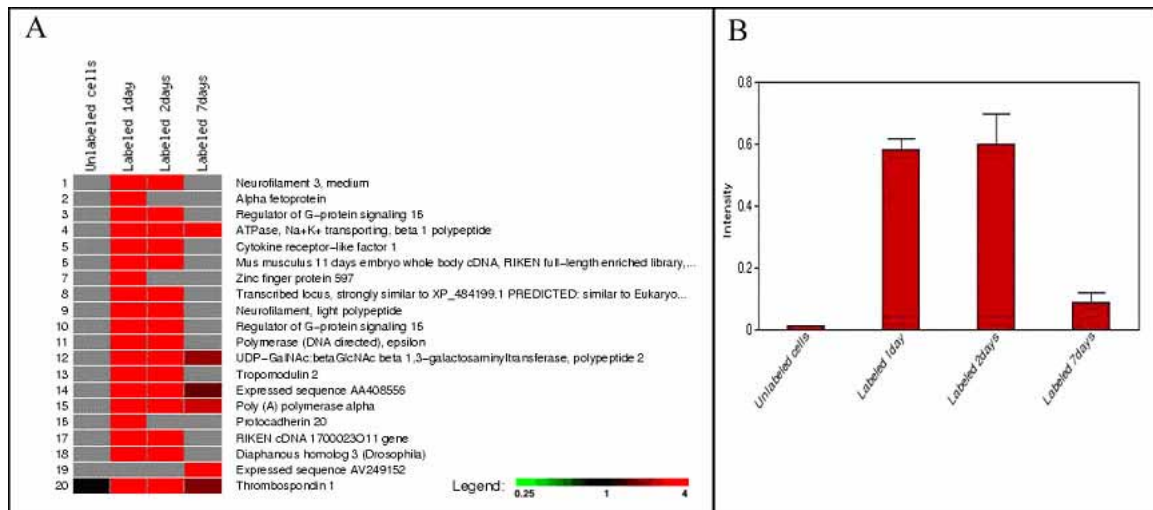 A
Unlabeled cells
Labeled 1day
Labeled 2days
Labeled 7days
1 Neurofilament 3, medium
2 Alpha fetoprotein
3 Regulator of G-protein signaling 16
4 ATPase, Na+K+ transporting, beta 1 polypeptide
5 Cytokine receptor-like factor 1
6 Mus musculus 11 days embryo whole body cDNA, RIKEN full-length enriched library,...
7 Zinc finger protein 597
8 Transcribed locus, strongly similar to XP_484199.1 PREDICTED: similar to Eukaryo...
9 Neurofilament, light polypeptide
10 Regulator of G-protein signaling 16
11 Polymerase (DNA directed), epsilon
12 UDP-GalNAc:betaGlcNAc beta 1,3-galactosaminyltransferase, polypeptide 2
13 Tropomodulin 2
14 Expressed sequence AA408556
15 Poly (A) polymerase alpha
16 Protocadherin 20
17 RIKEN cDNA 1700023O11 gene
18 Diaphanous homolog 3 (Drosophila)
19 Expressed sequence AV249152
20 Thrombospondin 1
Legend:
0.25 1 4
B
0.8
0.6
0.4
0.2
0
Intensity
Unlabeled cells
Labeled 1day
Labeled 2days
Labeled 7days